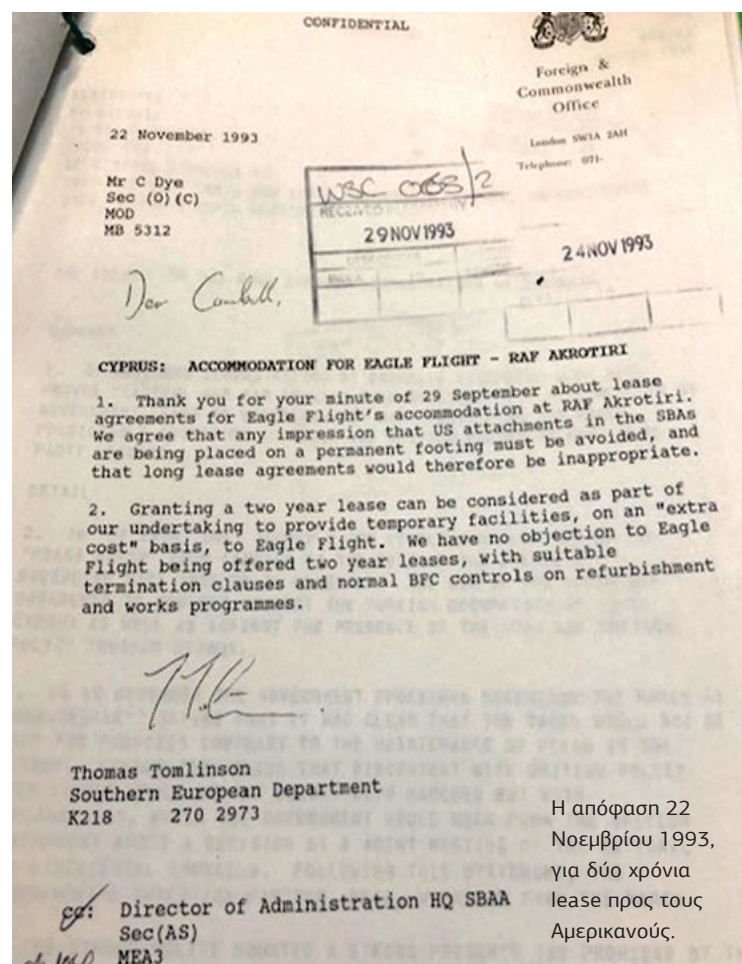 CONFIDENTIAL
Foreign &
Commonwealth
Office
London SW1A 2AH
Telephone: 071-
22 November 1993
Mr C Dye
Sec (O)(C)
MOD
MB 5312
29 NOV 1993
24 NOV 1993
CYPRUS: ACCOMMODATION FOR EAGLE FLIGHT - RAF AKROTIRI
1. Thank you for your minute of 29 September about lease
agreements for Eagle Flight's accommodation at RAF Akrotiri.
We agree that any impression that US attachments in the SBAs
are being placed on a permanent footing must be avoided, and
that long lease agreements would therefore be inappropriate.
2. Granting a two year lease can be considered as part of
our undertaking to provide temporary facilities, on an "extra
cost" basis, to Eagle Flight. We have no objection to Eagle
Flight being offered two year leases, with suitable
termination clauses and normal BFC controls on refurbishment
and works programmes.
Thomas Tomlinson
Southern European Department
K218 270 2973
cc: Director of Administration HQ SBAA
Sec(AS)
MEA3
Η απόφαση 22
Νοεμβρίου 1993,
για δύο χρόνια
lease προς τους
Αμερικανούς.